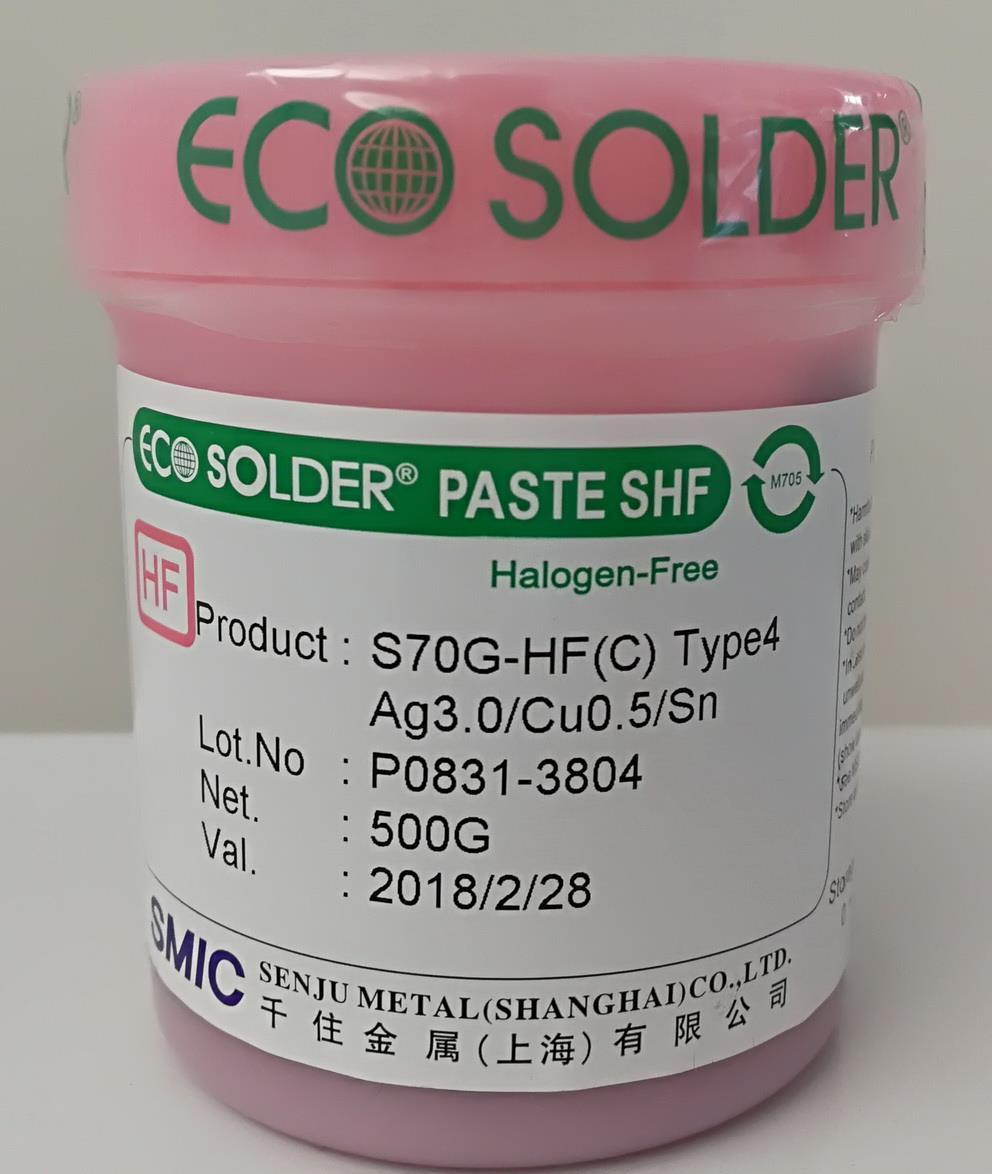 ECO SOLDER®
ECO SOLDER® PASTE SHF
M705
Halogen-Free
HF
Product : S70G-HF(C) Type4
Ag3.0/Cu0.5/Sn
Lot.No : P0831-3804
Net. : 500G
Val. : 2018/2/28
SMIC
SENJU METAL(SHANGHAI)CO.,LTD.
千住金属(上海)有限公司